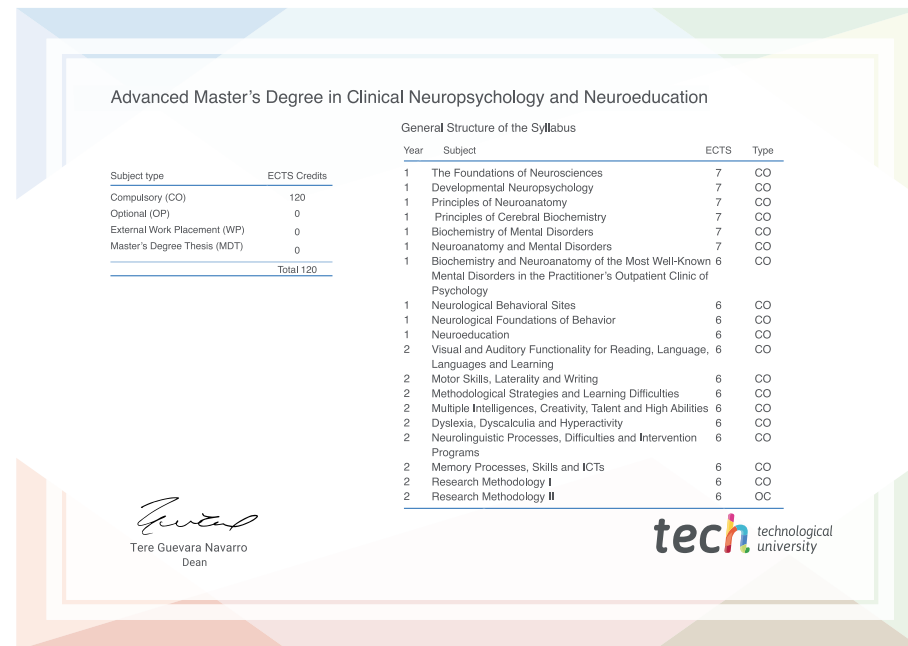 Advanced Master's Degree in Clinical Neuropsychology and Neuroeducation
General Structure of the Syllabus
Subject type ECTS Credits
Compulsory (CO) 120
Optional (OP) 0
External Work Placement (WP) 0
Master's Degree Thesis (MDT) 0
Total 120
Year Subject ECTS Type
1 The Foundations of Neurosciences 7 CO
1 Developmental Neuropsychology 7 CO
1 Principles of Neuroanatomy 7 CO
1 Principles of Cerebral Biochemistry 7 CO
1 Biochemistry of Mental Disorders 7 CO
1 Neuroanatomy and Mental Disorders 7 CO
1 Biochemistry and Neuroanatomy of the Most Well-Known 6 CO
Mental Disorders in the Practitioner's Outpatient Clinic of
Psychology
1 Neurological Behavioral Sites 6 CO
1 Neurological Foundations of Behavior 6 CO
1 Neuroeducation 6 CO
2 Visual and Auditory Functionality for Reading, Language, 6 CO
Languages and Learning
2 Motor Skills, Laterality and Writing 6 CO
2 Methodological Strategies and Learning Difficulties 6 CO
2 Multiple Intelligences, Creativity, Talent and High Abilities 6 CO
2 Dyslexia, Dyscalculia and Hyperactivity 6 CO
2 Neurolinguistic Processes, Difficulties and Intervention 6 CO
Programs
2 Memory Processes, Skills and ICTs 6 CO
2 Research Methodology I 6 CO
2 Research Methodology II 6 OC
Tere Guevara Navarro
Dean
tech technological
university